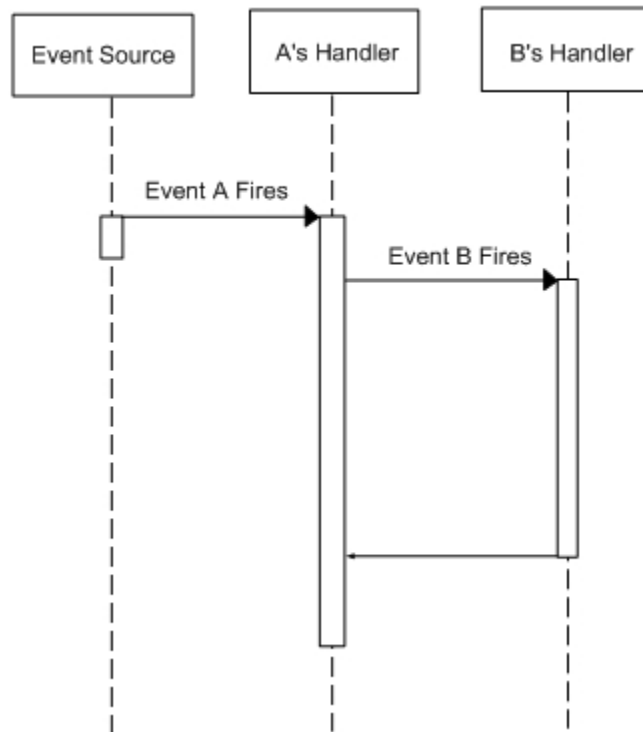 Event Source
A's Handler
B's Handler
Event A Fires
Event B Fires